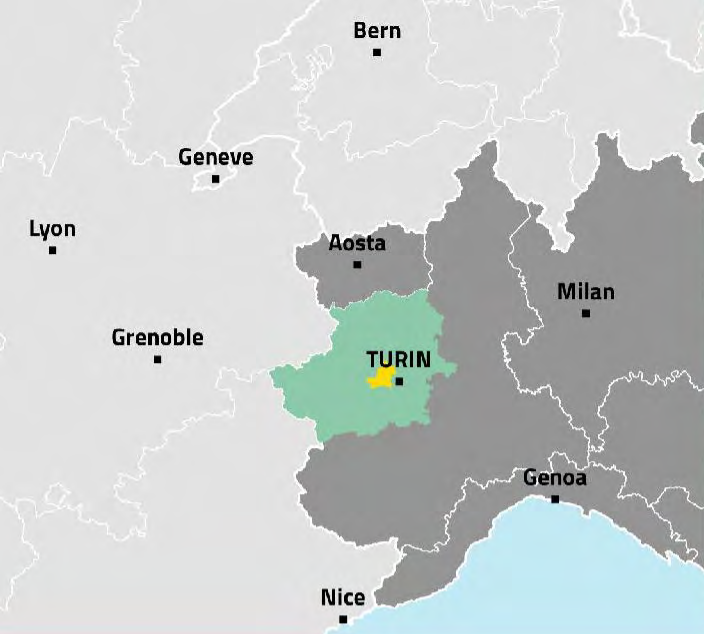 Bern
Geneve
Lyon
Aosta
Milan
Grenoble
TURIN
Genoa
Nice